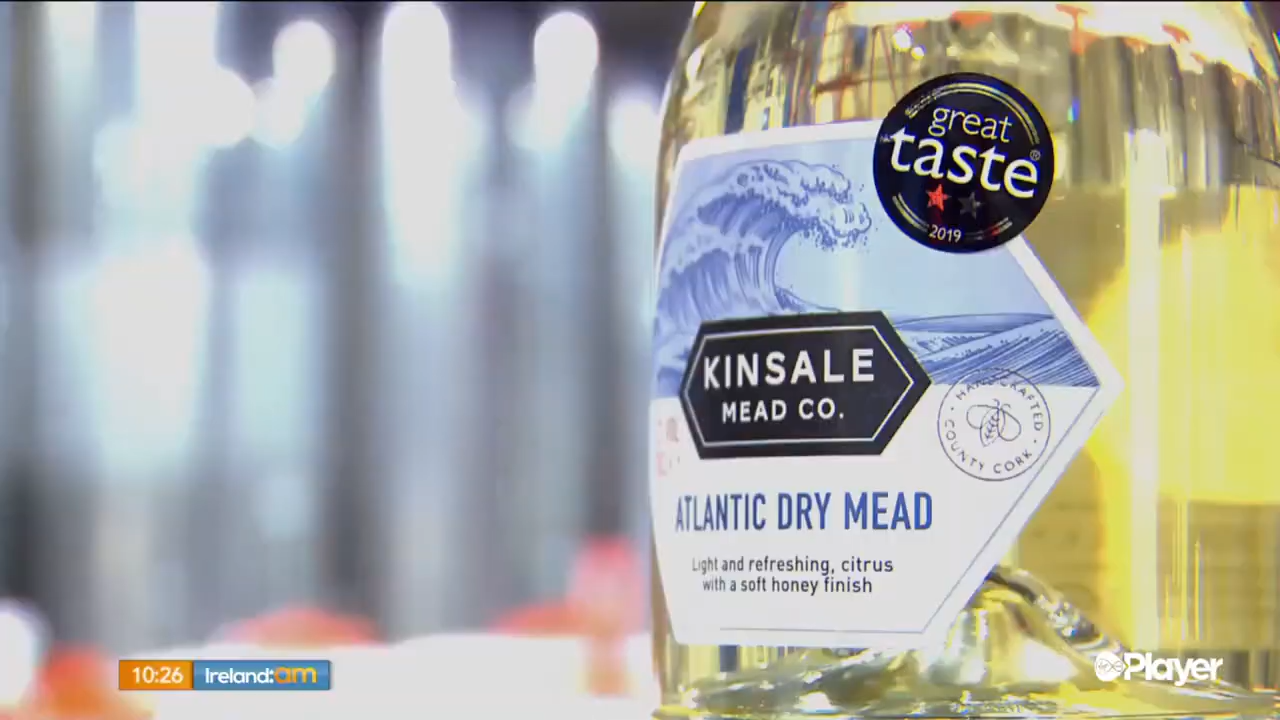 great
taste
®
2019
KINSALE
MEAD CO.
HANDCRAFTED
COUNTY CORK
ATLANTIC DRY MEAD
Light and refreshing, citrus
with a soft honey finish
10:26 Ireland:am
Player